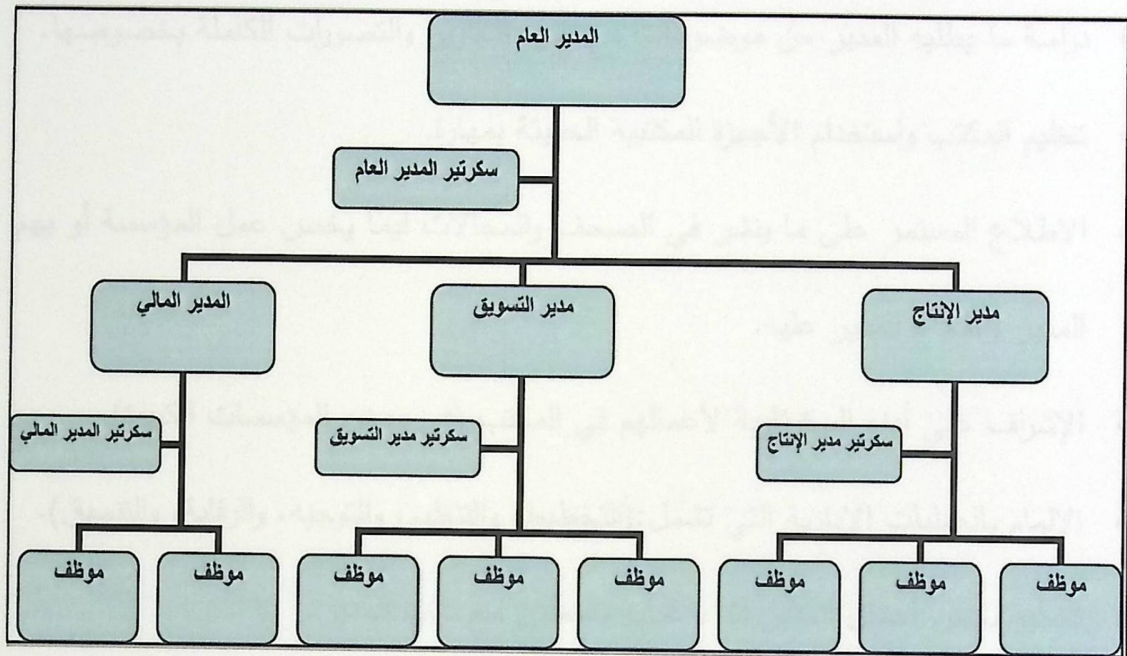 المدير العام
سكرتير المدير العام
مدير الإنتاج
مدير التسويق
المدير المالي
سكرتير مدير الإنتاج
سكرتير مدير التسويق
سكرتير المدير المالي
موظف
موظف
موظف
موظف
موظف
موظف
موظف
موظف